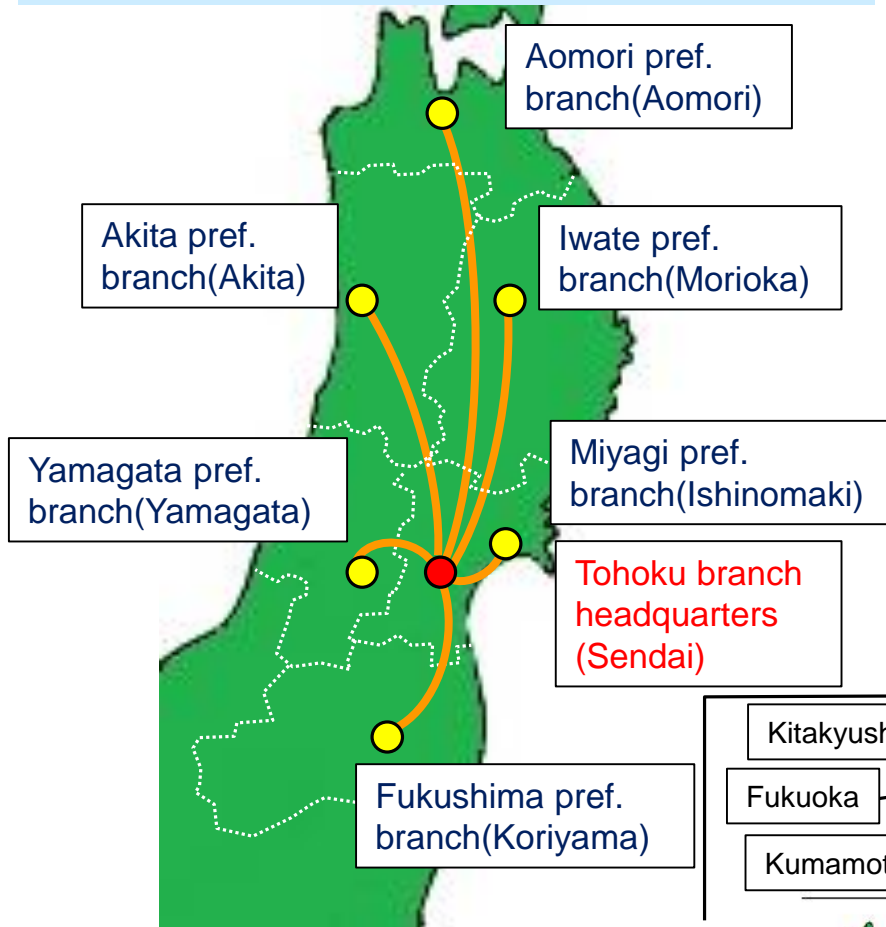 Aomori pref.
branch(Aomori)
Akita pref.
branch(Akita)
Iwate pref.
branch(Morioka)
Yamagata pref.
branch(Yamagata)
Miyagi pref.
branch(Ishinomaki)
Tohoku branch
headquarters
(Sendai)
Fukushima pref.
branch(Koriyama)
Fukuoka